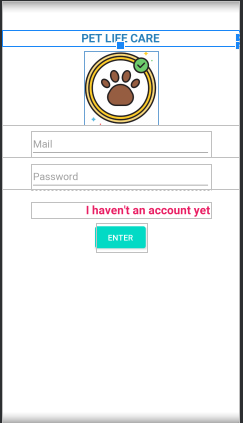 PET LIFE CARE
Mail
Password
I haven't an account yet
ENTER